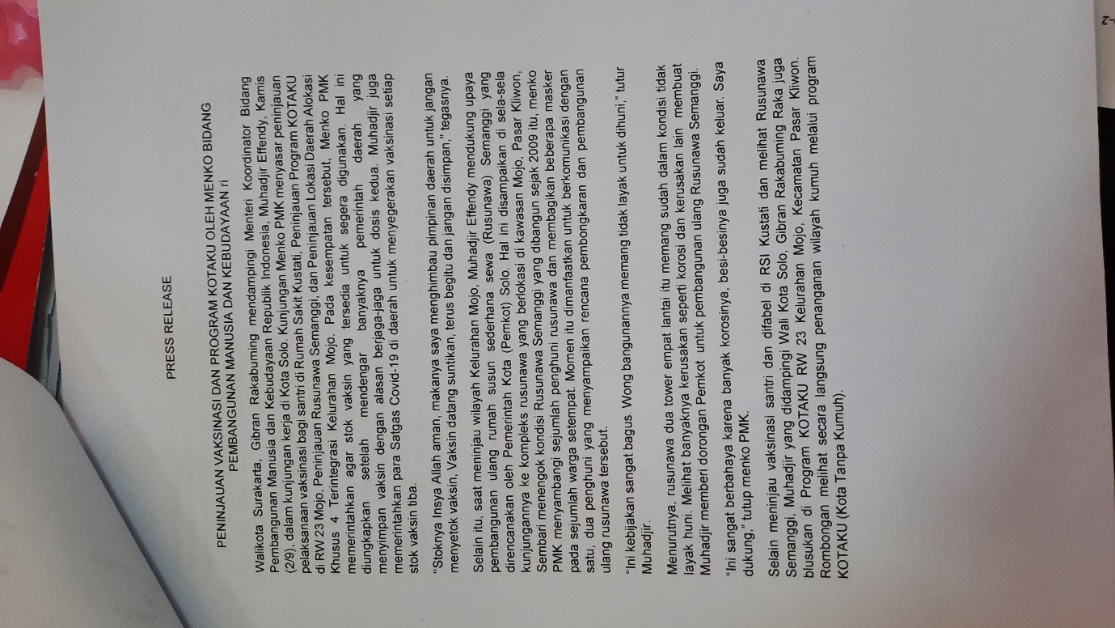 PRESS RELEASE
PENINJAUAN VAKSINASI DAN PROGRAM KOTAKU OLEH MENKO BIDANG
PEMBANGUNAN MANUSIA DAN KEBUDAYAAN ri
Walikota Surakarta, Gibran Rakabuming mendampingi Menteri Koordinator Bidang
Pembangunan Manusia dan Kebudayaan Republik Indonesia, Muhadjir Effendy, Kamis
(2/9), dalam kunjungan kerja di Kota Solo. Kunjungan Menko PMK menyasar peninjauan
pelaksanaan vaksinasi bagi santri di Rumah Sakit Kustati, Peninjauan Program KOTAKU
di RW 23 Mojo, Peninjauan Rusunawa Semanggi, dan Peninjuan Lokasi Daerah Alokasi
Khusus 4 Terintegrasi Kelurahan Mojo. Pada kesempatan tersebut, Menko PMK
memerintahkan agar stok vaksin yang tersedia untuk segera digunakan. Hal ini
diungkapkan setelah mendengar banyaknya pemerintah daerah yang
menyimpan vaksin dengan alasan berjaga-jaga untuk dosis kedua. Muhadjir juga
memerintahkan para Satgas Covid-19 di daerah untuk menyegerakan vaksinasi setiap
stok vaksin tiba.
"Stoknya Insya Allah aman, makanya saya menghimbau pimpinan daerah untuk jangan
menyetok vaksin, Vaksin datang suntikan, terus begitu dan jangan disimpan," tegasnya.
Selain itu, saat meninjau wilayah Kelurahan Mojo, Muhadjir Effendy mendukung upaya
pembangunan ulang rumah susun sederhana sewa (Rusunawa) Semanggi yang
direncanakan oleh Pemerintah Kota (Pemkot) Solo. Hal ini disampaikan di sela-sela
kunjungannya ke kompleks rusunawa yang berlokasi di kawasan Mojo, Pasar Kliwon,
Sembari menengok kondisi Rusunawa Semanggi yang dibangun sejak 2009 itu, menko
PMK menyambangi sejumlah penghuni rusunawa dan membagikan beberapa masker
pada sejumlah warga setempat. Momen itu dimanfaatkan untuk berkomunikasi dengan
satu, dua penghuni yang menyampaikan rencana pembongkaran dan pembangunan
ulang rusunawa tersebut.
"Ini kebijakan sangat bagus. Wong bangunannya memang tidak layak untuk dihuni," tutur
Muhadjir.
Menurutnya, rusunawa dua tower empat lantai itu memang sudah dalam kondisi tidak
layak huni. Melihat banyaknya kerusakan seperti korosi dan kerusakan lain membuat
Muhadjir memberi dorongan Pemkot untuk pembangunan ulang Rusunawa Semanggi.
"Ini sangat berbahaya karena banyak korosinya, besi-besinya juga sudah keluar. Saya
dukung," tutup menko PMK.
Selain meninjau vaksinasi santri dan difabel di RSI Kustati dan melihat Rusunawa
Semanggi, Muhadjir yang didampingi Wali Kota Solo, Gibran Rakabuming Raka juga
blusukan di Program KOTAKU RW 23 Kelurahan Mojo, Kecamatan Pasar Kliwon.
Rombongan melihat secara langsung penanganan wilayah kumuh melalui program
KOTAKU (Kota Tanpa Kumuh).